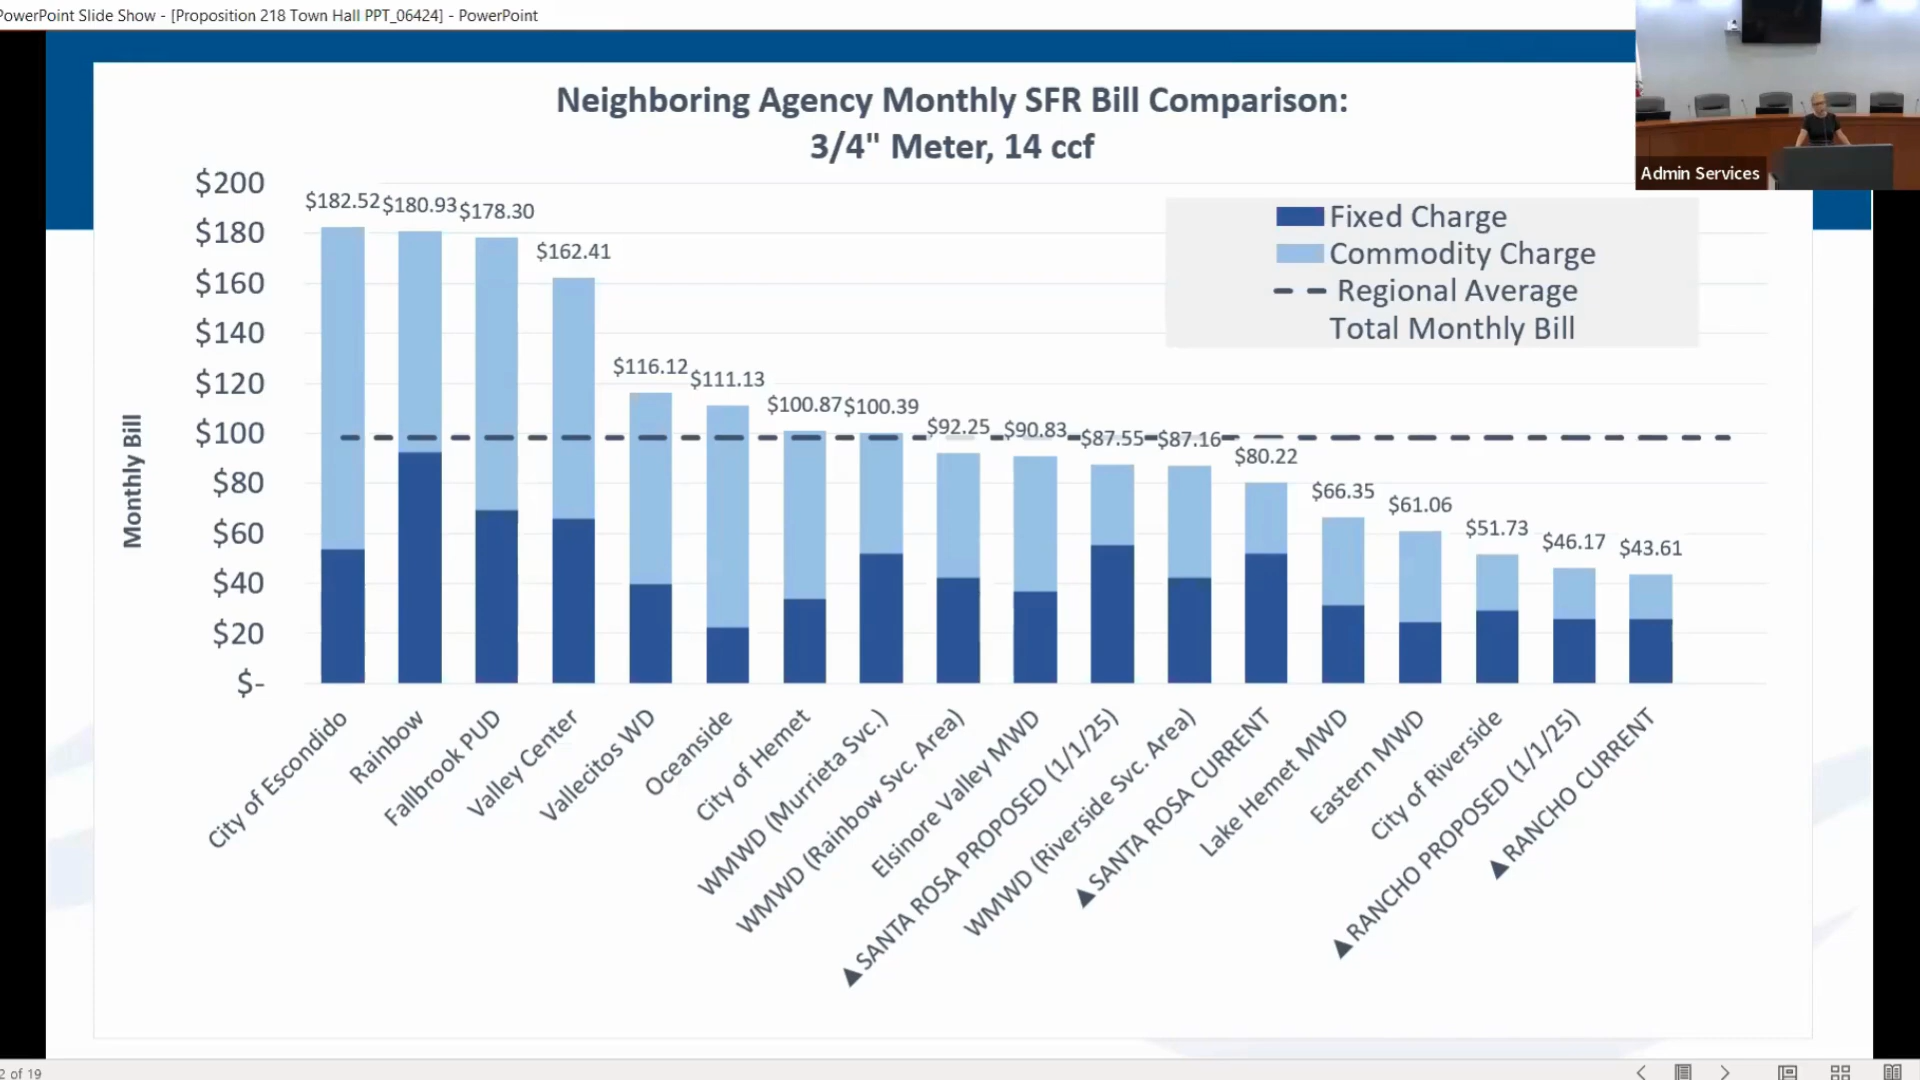 PowerPoint Slide Show - [Proposition 218 Town Hall PPT_06424] - PowerPoint
Admin Services
Neighboring Agency Monthly SFR Bill Comparison:
3/4" Meter, 14 ccf
Fixed Charge
Commodity Charge
Regional Average
Total Monthly Bill
Monthly Bill
$200
$180
$160
$140
$120
$100
$80
$60
$40
$20
$-
$182.52
$180.93
$178.30
$162.41
$116.12
$111.13
$100.87
$100.39
$92.25
$90.83
$87.55
$87.16
$80.22
$66.35
$61.06
$51.73
$46.17
$43.61
City of Escondido
Rainbow
Fallbrook PUD
Valley Center
Vallecitos WD
Oceanside
City of Hemet
WMWD (Murrieta Svc.)
WMWD (Rainbow Svc. Area)
Elsinore Valley MWD
▲SANTA ROSA PROPOSED (1/1/25)
WMWD (Riverside Svc. Area)
▲SANTA ROSA CURRENT
Lake Hemet MWD
Eastern MWD
City of Riverside
▲RANCHO PROPOSED (1/1/25)
▲RANCHO CURRENT
2 of 19